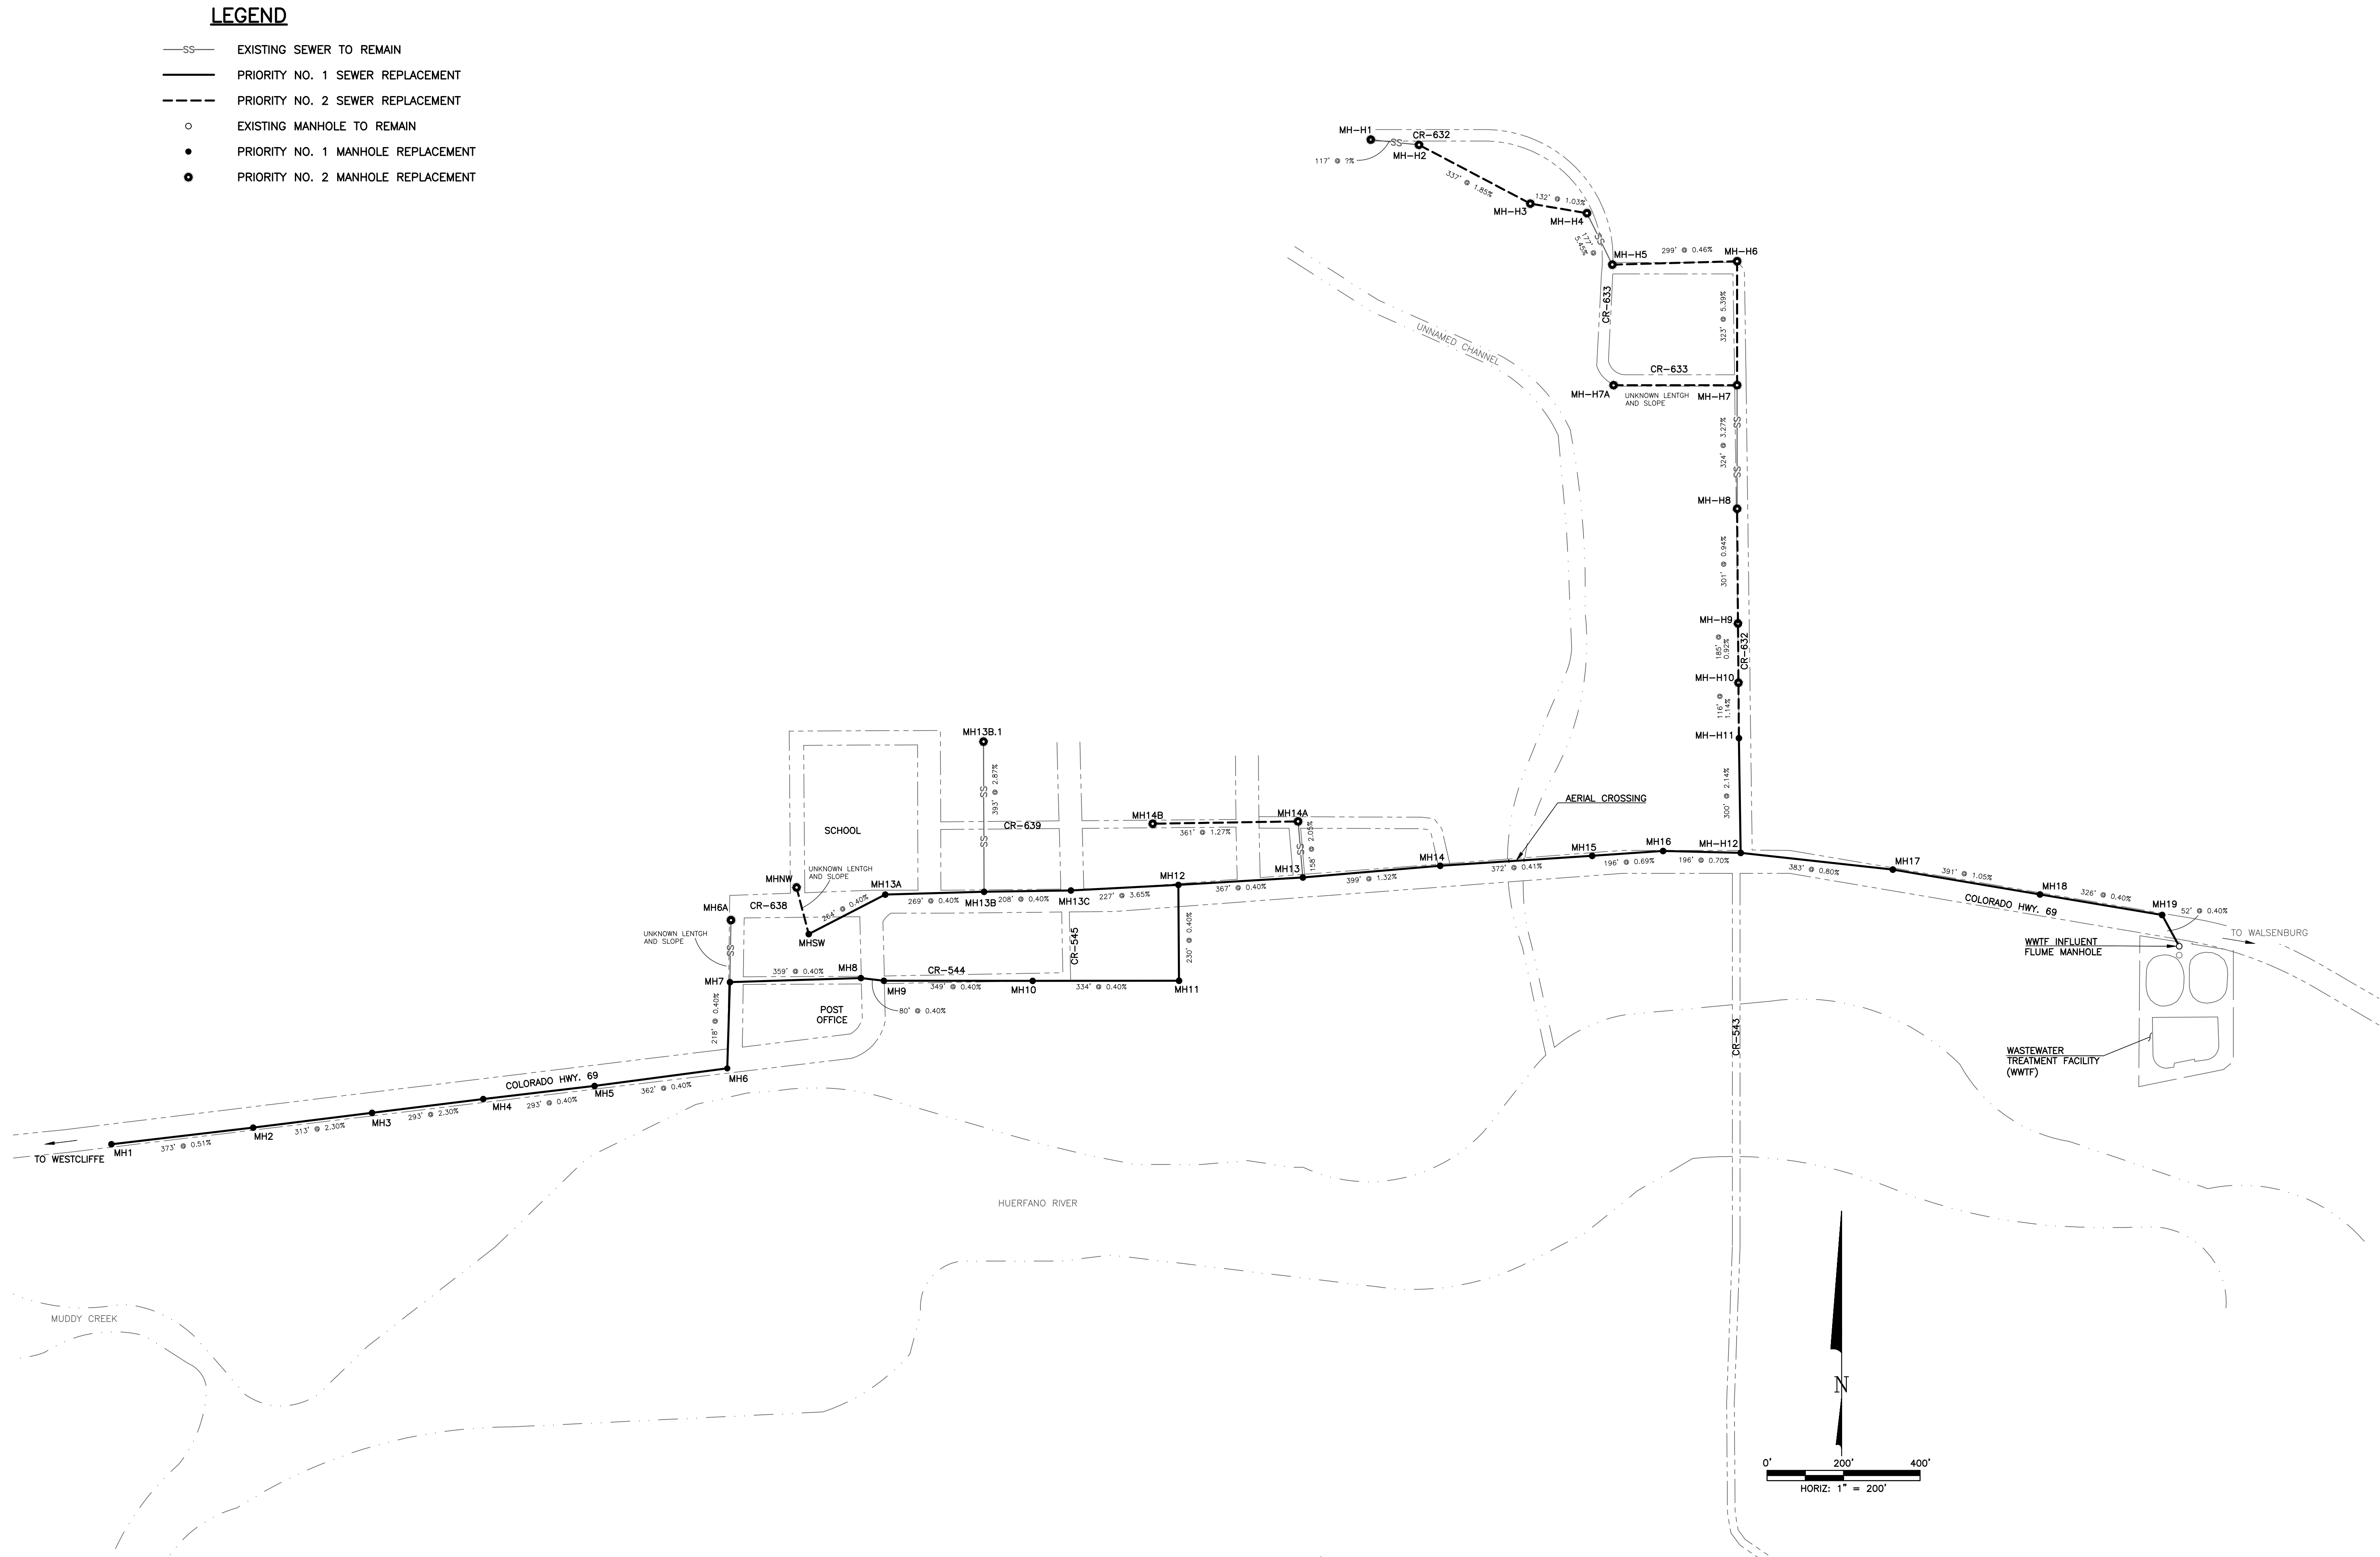 LEGEND
SS
EXISTING SEWER TO REMAIN
PRIORITY NO. 1 SEWER REPLACEMENT
PRIORITY NO. 2 SEWER REPLACEMENT
EXISTING MANHOLE TO REMAIN
PRIORITY NO. 1 MANHOLE REPLACEMENT
PRIORITY NO. 2 MANHOLE REPLACEMENT
MH-H1
CR-632
SS
MH-H2
117' @ ?%
337' @ 1.85%
132' @ 1.03%
MH-H3
MH-H4
SS
177' @
5.45%
MH-H5
299' @ 0.46%
MH-H6
CR-633
323' @ 5.39%
UNNAMED CHANNEL
CR-633
MH-H7A
UNKNOWN LENTGH
AND SLOPE
MH-H7
SS
324' @ 3.27%
SS
MH-H8
301' @ 0.94%
MH-H9
185' @
0.92%
CR-632
MH-H10
116' @
1.14%
MH-H11
300' @ 2.14%
MH13B.1
SS
393' @ 2.87%
SS
AERIAL CROSSING
SCHOOL
CR-639
MH14B
361' @ 1.27%
MH14A
SS
158' @ 2.05%
MH-H12
MH16
MH15
MH14
MH13
MH12
372' @ 0.41%
196' @ 0.69%
196' @ 0.70%
383' @ 0.80%
MH17
391' @ 1.05%
MH18
326' @ 0.40%
MH19
52' @ 0.40%
COLORADO HWY. 69
TO WALSENBURG
WWTF INFLUENT
FLUME MANHOLE
UNKNOWN LENTGH
AND SLOPE
MHNW
MH13A
264' @ 0.40%
269' @ 0.40%
MH13B
208' @ 0.40%
MH13C
227' @ 3.65%
367' @ 0.40%
399' @ 1.32%
MH6A
CR-638
MHSW
UNKNOWN LENTGH
AND SLOPE
SS
CR-545
230' @ 0.40%
359' @ 0.40%
MH8
MH7
CR-544
MH9
349' @ 0.40%
MH10
334' @ 0.40%
MH11
POST
OFFICE
80' @ 0.40%
218' @ 0.40%
CR-543
WASTEWATER
TREATMENT FACILITY
(WWTF)
COLORADO HWY. 69
MH6
362' @ 0.40%
MH5
293' @ 0.40%
MH4
293' @ 2.30%
MH3
313' @ 2.30%
MH2
373' @ 0.51%
MH1
TO WESTCLIFFE
HUERFANO RIVER
MUDDY CREEK
N
0' 200' 400'
HORIZ: 1" = 200'